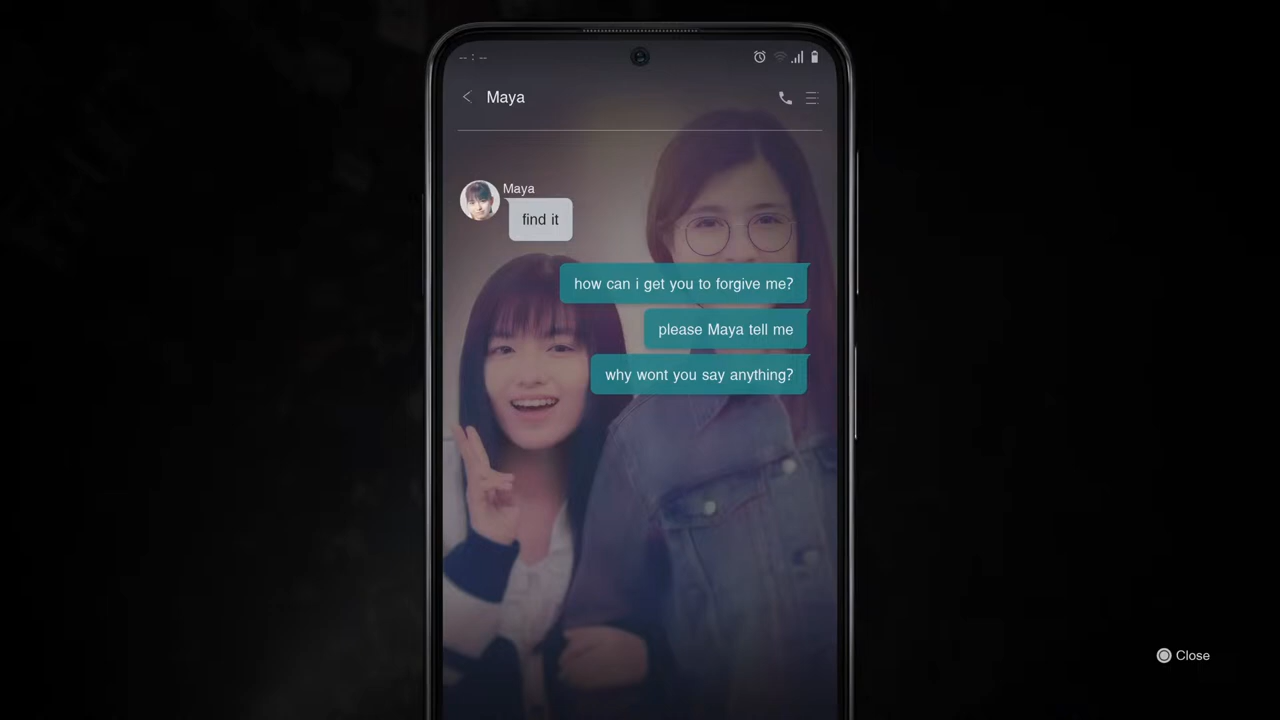 -- : --
Maya
Maya
find it
how can i get you to forgive me?
please Maya tell me
why wont you say anything?
Close